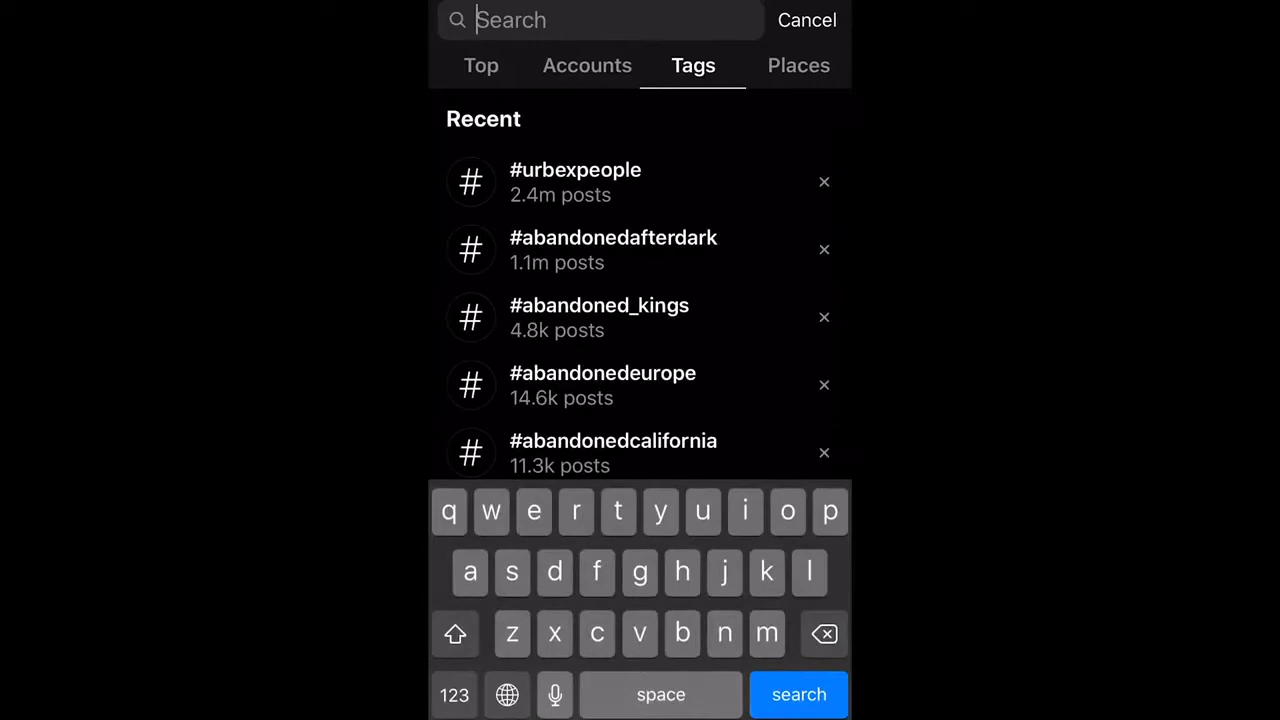 Search
Cancel
Top
Accounts
Tags
Places
Recent
# #urbexpeople ×
2.4m posts
# #abandonedafterdark ×
1.1m posts
# #abandoned_kings ×
4.8k posts
# #abandonedeurope ×
14.6k posts
# #abandonedcalifornia ×
11.3k posts
q w e r t y u i o p
a s d f g h j k l
z x c v b n m
123 space search